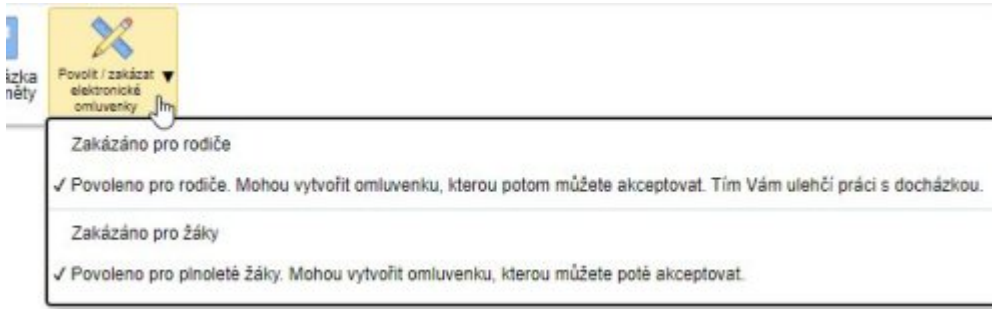 ázka
něty
Povolit / zakázat ▼
elektronické
omluvenky
Zakázáno pro rodiče
✓ Povoleno pro rodiče. Mohou vytvořit omluvenku, kterou potom můžete akceptovat. Tím Vám ulehčí práci s docházkou.
Zakázáno pro žáky
✓ Povoleno pro plnoleté žáky. Mohou vytvořit omluvenku, kterou můžete poté akceptovat.